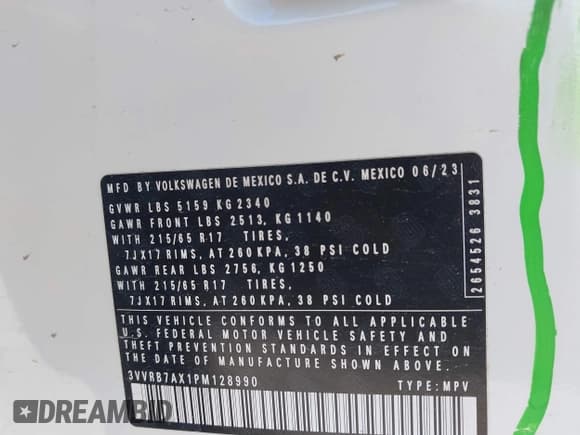 MFD BY VOLKSWAGEN DE MEXICO S.A. DE C.V. MEXICO 06/23
GVWR LBS 5159 KG 2340
GAWR FRONT LBS 2513, KG 1140
WITH 215/65 R17 TIRES,
7JX17 RIMS, AT 260 KPA, 38 PSI COLD
GAWR REAR LBS 2756, KG 1250
WITH 215/65 R17 TIRES,
7JX17 RIMS, AT 260 KPA, 38 PSI COLD
THIS VEHICLE CONFORMS TO ALL APPLICABLE
U.S. FEDERAL MOTOR VEHICLE SAFETY AND
THEFT PREVENTION STANDARDS IN EFFECT ON
THE DATE OF MANUFACTURE SHOWN ABOVE.
3VVRB7AX1PM128990 TYPE: MPV
2654526 3831
DREAMBID